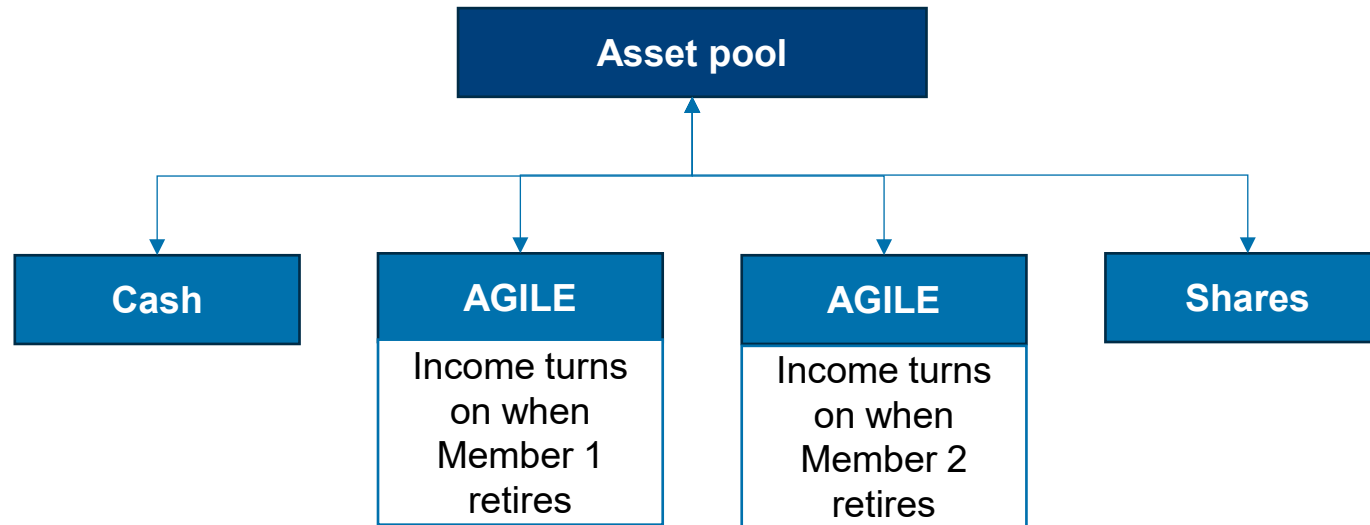 Asset pool
Cash
AGILE
AGILE
Shares
Income turns
on when
Member 1
retires
Income turns
on when
Member 2
retires